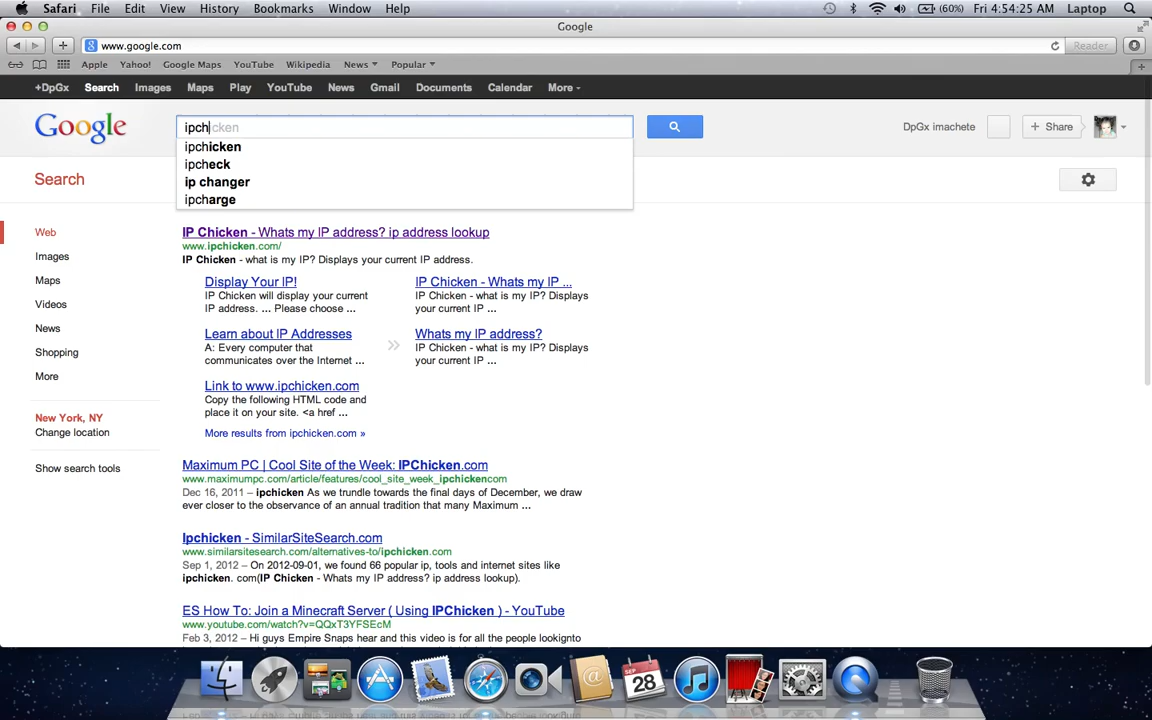 Safari File Edit View History Bookmarks Window Help (60%) Fri 4:54:25 AM Laptop
Google
www.google.com Reader
Apple Yahoo! Google Maps YouTube Wikipedia News Popular
+DpGx Search Images Maps Play YouTube News Gmail Documents Calendar More
Google ipchicken DpGx imachete + Share
ipchicken
ipcheck
ip changer
ipcharge
Search
Web
Images
Maps
Videos
News
Shopping
More
New York, NY
Change location
Show search tools
IP Chicken - Whats my IP address? ip address lookup
www.ipchicken.com/
IP Chicken - what is my IP? Displays your current IP address.
Display Your IP!
IP Chicken will display your current
IP address. ... Please choose ...
IP Chicken - Whats my IP ...
IP Chicken - what is my IP? Displays
your current IP ...
Learn about IP Addresses
A: Every computer that
communicates over the Internet ...
»
Whats my IP address?
IP Chicken - what is my IP? Displays
your current IP ...
Link to www.ipchicken.com
Copy the following HTML code and
place it on your site. <a href ...
More results from ipchicken.com »
Maximum PC | Cool Site of the Week: IPChicken.com
www.maximumpc.com/article/features/cool_site_week_ipchickencom
Dec 16, 2011 – ipchicken As we trundle towards the final days of December, we draw
ever closer to the observance of an annual tradition that many Maximum ...
Ipchicken - SimilarSiteSearch.com
www.similarsitesearch.com/alternatives-to/ipchicken.com
Sep 1, 2012 – On 2012-09-01, we found 66 popular ip, tools and internet sites like
ipchicken. com(IP Chicken - Whats my IP address? ip address lookup).
ES How To: Join a Minecraft Server ( Using IPChicken ) - YouTube
www.youtube.com/watch?v=QQxT3YFSEcM
Feb 3, 2012 – Hi guys Empire Snaps hear and this video is for all the people lookignto
SEP
28